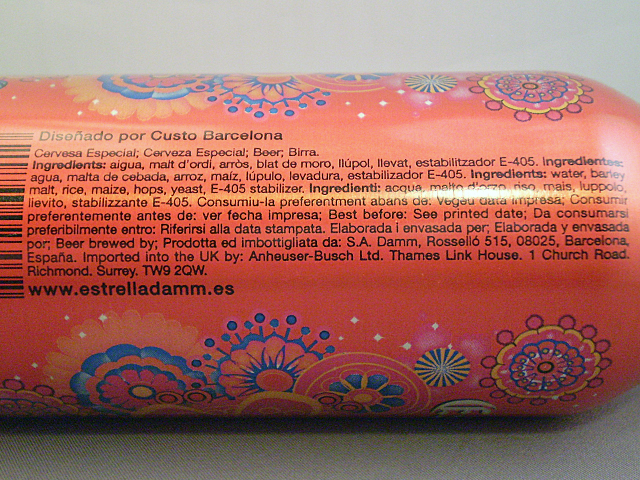 Diseñado por Custo Barcelona
Cervesa Especial; Cerveza Especial; Beer; Birra.
Ingredients: aigua, malt d'ordi, arròs, blat de moro, llúpol, llevat, estabilitzador E-405. Ingredientes:
agua, malta de cebada, arroz, maíz, lúpulo, levadura, estabilizador E-405. Ingredients: water, barley
malt, rice, maize, hops, yeast, E-405 stabilizer. Ingredienti: acqua, malto d'orzo, riso, mais, luppolo,
lievito, stabilizzante E-405. Consumiu-la preferentment abans de: Vegeu data impresa; Consumir
preferentemente antes de: ver fecha impresa; Best before: See printed date; Da consumarsi
preferibilmente entro: Riferirsi alla data stampata. Elaborada i envasada per; Elaborada y envasada
por; Beer brewed by; Prodotta ed imbottigliata da: S.A. Damm, Rosselló 515, 08025, Barcelona,
España. Imported into the UK by: Anheuser-Busch Ltd. Thames Link House. 1 Church Road.
Richmond. Surrey. TW9 2QW.
www.estrelladamm.es